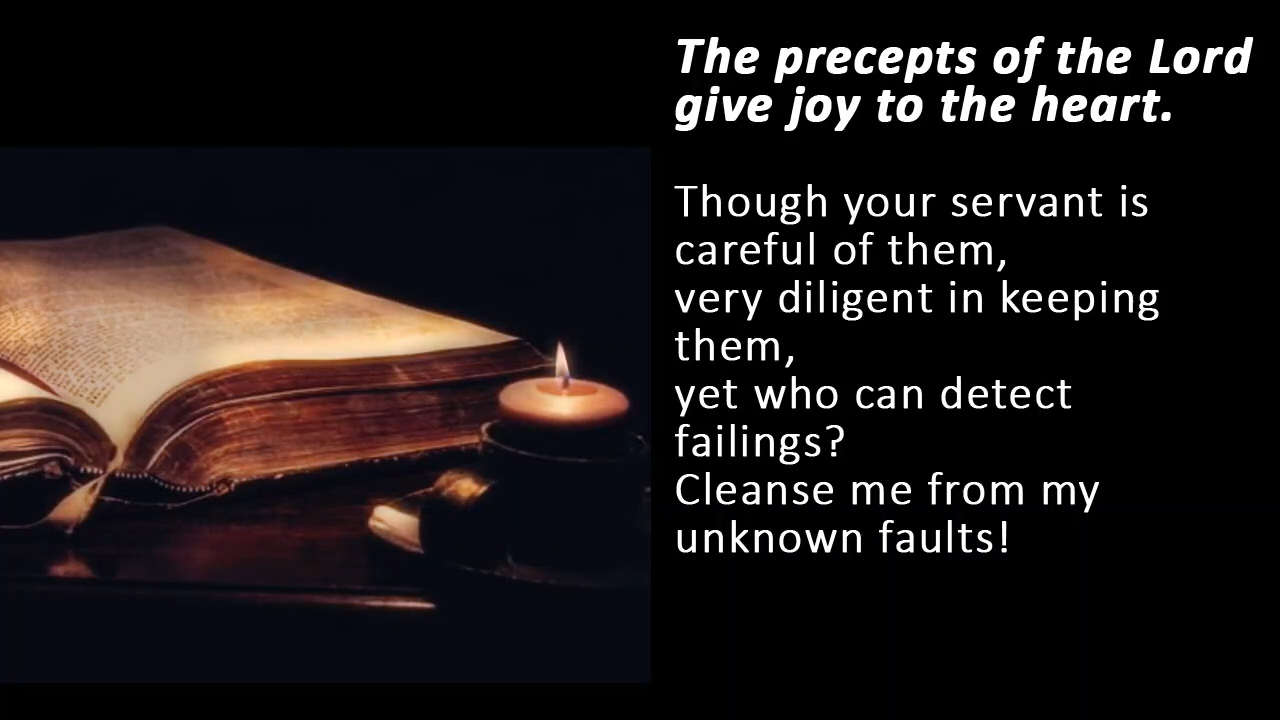 The precepts of the Lord
give joy to the heart.
Though your servant is
careful of them,
very diligent in keeping
them,
yet who can detect
failings?
Cleanse me from my
unknown faults!